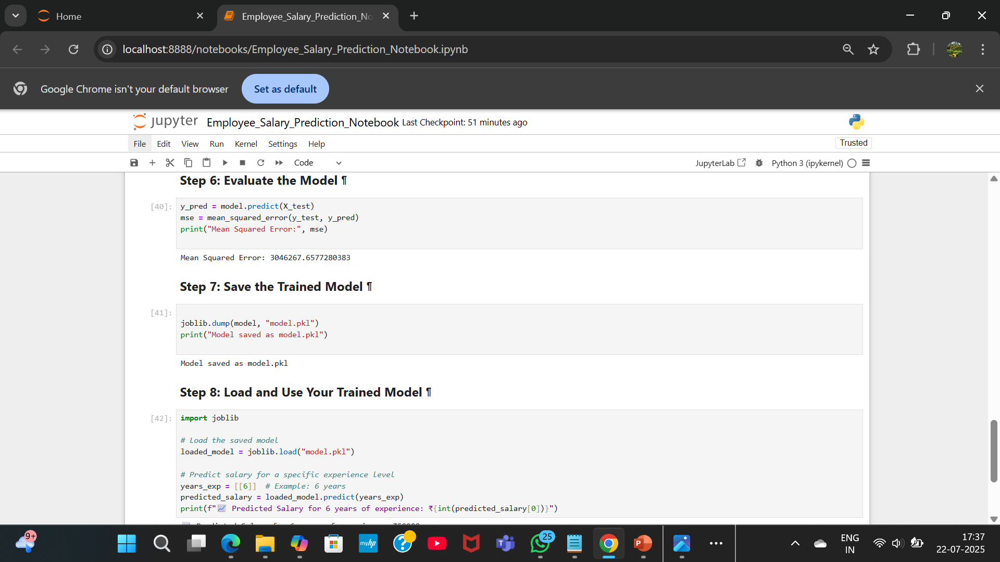 Home
Employee_Salary_Prediction_No
localhost:8888/notebooks/Employee_Salary_Prediction_Notebook.ipynb
Google Chrome isn't your default browser
Set as default
jupyter
Employee_Salary_Prediction_Notebook Last Checkpoint: 51 minutes ago
File Edit View Run Kernel Settings Help
Trusted
Code
JupyterLab
Python 3 (ipykernel)
Step 6: Evaluate the Model ¶
[40]:
y_pred = model.predict(X_test)
mse = mean_squared_error(y_test, y_pred)
print("Mean Squared Error:", mse)
Mean Squared Error: 3046267.6577280383
Step 7: Save the Trained Model ¶
[41]:
joblib.dump(model, "model.pkl")
print("Model saved as model.pkl")
Model saved as model.pkl
Step 8: Load and Use Your Trained Model ¶
[42]:
import joblib
# Load the saved model
loaded_model = joblib.load("model.pkl")
# Predict salary for a specific experience level
years_exp = [[6]]  # Example: 6 years
predicted_salary = loaded_model.predict(years_exp)
print(f"📈 Predicted Salary for 6 years of experience: ₹{int(predicted_salary[0])}")
9+
myhp
25
ENG
IN
17:37
22-07-2025